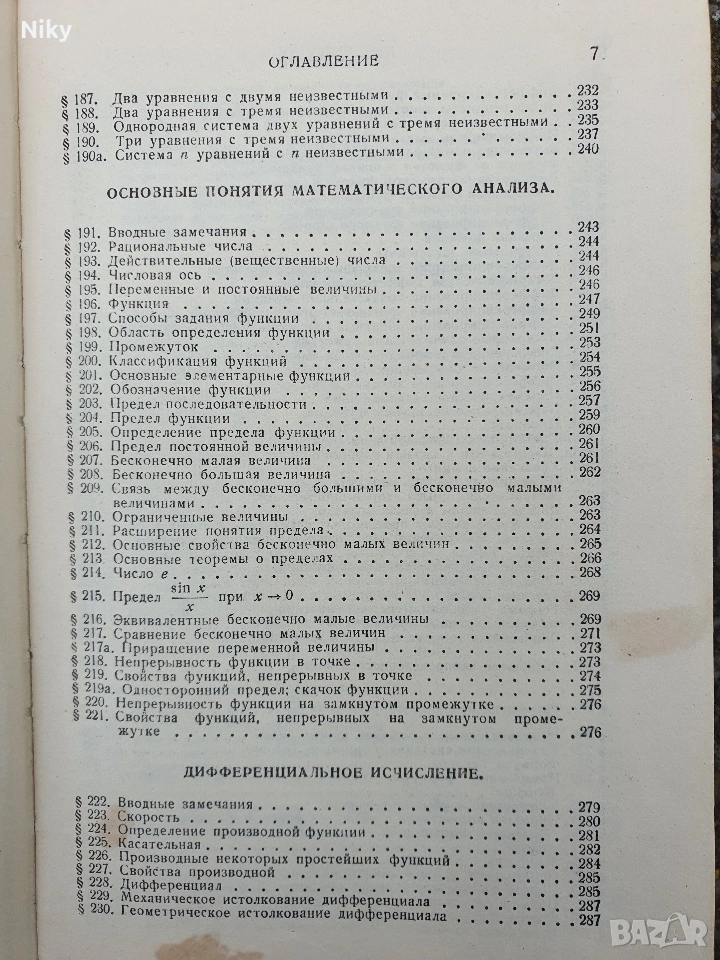 Niky
ОГЛАВЛЕНИЕ 7
§ 187. Два уравнения с двумя неизвестными . . . . . . . . . . . . . 232
§ 188. Два уравнения с тремя неизвестными . . . . . . . . . . . . . 233
§ 189. Однородная система двух уравнений с тремя неизвестными . . 235
§ 190. Три уравнения с тремя неизвестными . . . . . . . . . . . . . 237
§ 190а. Система n уравнений с n неизвестными . . . . . . . . . . . . 240
ОСНОВНЫЕ ПОНЯТИЯ МАТЕМАТИЧЕСКОГО АНАЛИЗА.
§ 191. Вводные замечания . . . . . . . . . . . . . . . . . . . . . . 243
§ 192. Рациональные числа . . . . . . . . . . . . . . . . . . . . . . 244
§ 193. Действительные (вещественные) числа . . . . . . . . . . . . . 244
§ 194. Числовая ось . . . . . . . . . . . . . . . . . . . . . . . . . 246
§ 195. Переменные и постоянные величины . . . . . . . . . . . . . . 246
§ 196. Функция . . . . . . . . . . . . . . . . . . . . . . . . . . . 247
§ 197. Способы задания функции . . . . . . . . . . . . . . . . . . . 249
§ 198. Область определения функции . . . . . . . . . . . . . . . . . 251
§ 199. Промежуток . . . . . . . . . . . . . . . . . . . . . . . . . . 253
§ 200. Классификация функций . . . . . . . . . . . . . . . . . . . . 254
§ 201. Основные элементарные функции . . . . . . . . . . . . . . . . 255
§ 202. Обозначение функции . . . . . . . . . . . . . . . . . . . . . 256
§ 203. Предел последовательности . . . . . . . . . . . . . . . . . . 257
§ 204. Предел функции . . . . . . . . . . . . . . . . . . . . . . . . 259
§ 205. Определение предела функции . . . . . . . . . . . . . . . . . 260
§ 206. Предел постоянной величины . . . . . . . . . . . . . . . . . . 261
§ 207. Бесконечно малая величина . . . . . . . . . . . . . . . . . . 261
§ 208. Бесконечно большая величина . . . . . . . . . . . . . . . . . 262
§ 209. Связь между бесконечно большими и бесконечно малыми
величинами . . . . . . . . . . . . . . . . . . . . . . . . . . 263
§ 210. Ограниченные величины . . . . . . . . . . . . . . . . . . . . 263
§ 211. Расширение понятия предела . . . . . . . . . . . . . . . . . . 264
§ 212. Основные свойства бесконечно малых величин . . . . . . . . . 265
§ 213. Основные теоремы о пределах . . . . . . . . . . . . . . . . . 266
§ 214. Число e . . . . . . . . . . . . . . . . . . . . . . . . . . . . 268
§ 215. Предел sin x / x при x → 0 . . . . . . . . . . . . . . . . . . 269
§ 216. Эквивалентные бесконечно малые величины . . . . . . . . . . 269
§ 217. Сравнение бесконечно малых величин . . . . . . . . . . . . . 271
§ 217а. Приращение переменной величины . . . . . . . . . . . . . . . 273
§ 218. Непрерывность функции в точке . . . . . . . . . . . . . . . . 273
§ 219. Свойства функций, непрерывных в точке . . . . . . . . . . . . 274
§ 219а. Односторонний предел; скачок функции . . . . . . . . . . . . 275
§ 220. Непрерывность функции на замкнутом промежутке . . . . . . . 276
§ 221. Свойства функций, непрерывных на замкнутом проме-
жутке . . . . . . . . . . . . . . . . . . . . . . . . . . . . . 276
ДИФФЕРЕНЦИАЛЬНОЕ ИСЧИСЛЕНИЕ.
§ 222. Вводные замечания . . . . . . . . . . . . . . . . . . . . . . 279
§ 223. Скорость . . . . . . . . . . . . . . . . . . . . . . . . . . . 280
§ 224. Определение производной функции . . . . . . . . . . . . . . . 281
§ 225. Касательная . . . . . . . . . . . . . . . . . . . . . . . . . . 282
§ 226. Производные некоторых простейших функций . . . . . . . . . . 284
§ 227. Свойства производной . . . . . . . . . . . . . . . . . . . . . 285
§ 228. Дифференциал . . . . . . . . . . . . . . . . . . . . . . . . . 285
§ 229. Механическое истолкование дифференциала . . . . . . . . . . . 287
§ 230. Геометрическое истолкование дифференциала . . . . . . . . . . 287
BAZAR